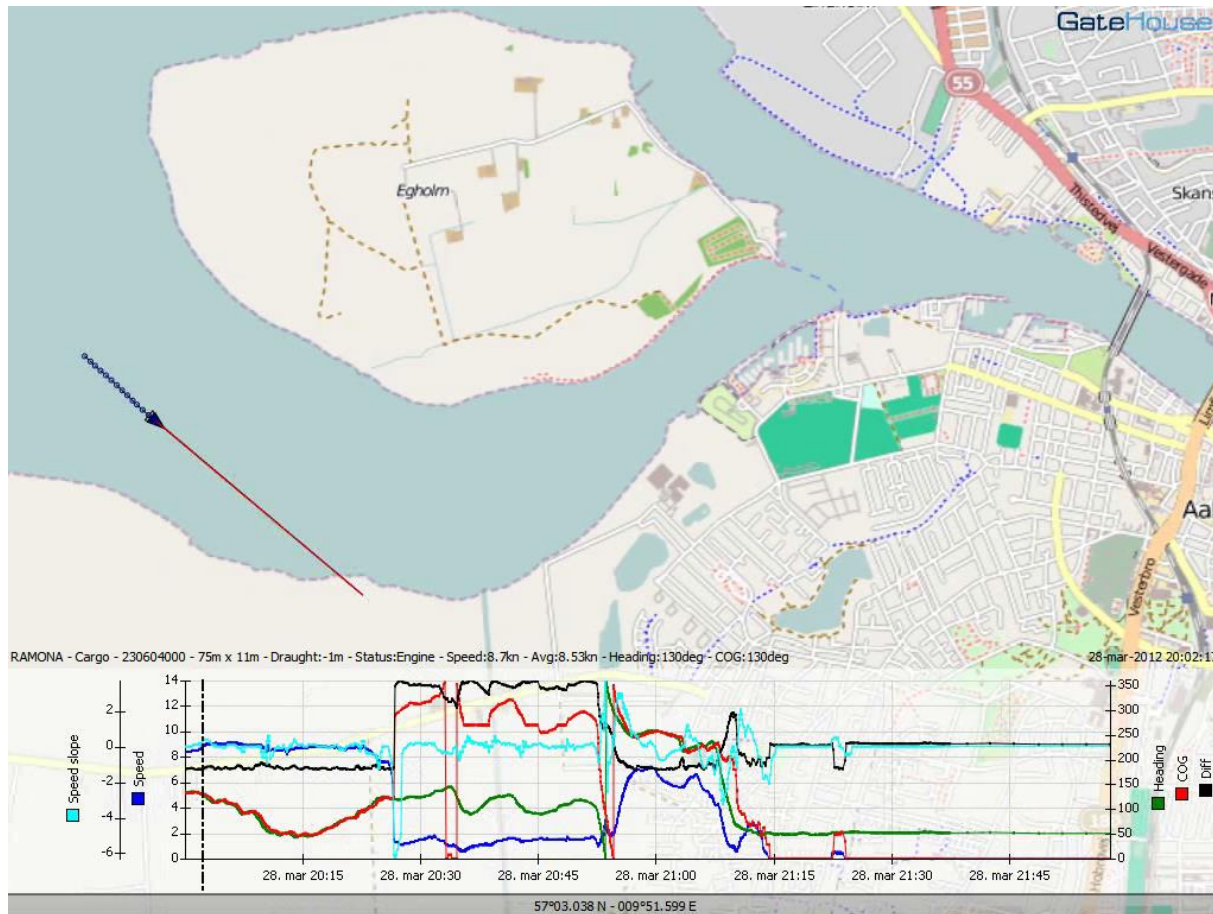 GateHouse
55
Egholm
Thistedvej
Skans
Vestergade
Aa
Vesterbro
RAMONA - Cargo - 230604000 - 75m x 11m - Draught:-1m - Status:Engine - Speed:8.7kn - Avg:8.53kn - Heading:130deg - COG:130deg
28-mar-2012 20:02:17
14 350
2 12 300
10 250
0 8 200
-2 6 150
-4 4 100
2 50
-6 0 0
Speed slope
Speed
Heading
COG
Diff
28. mar 20:15 28. mar 20:30 28. mar 20:45 28. mar 21:00 28. mar 21:15 28. mar 21:30 28. mar 21:45
57°03.038 N - 009°51.599 E